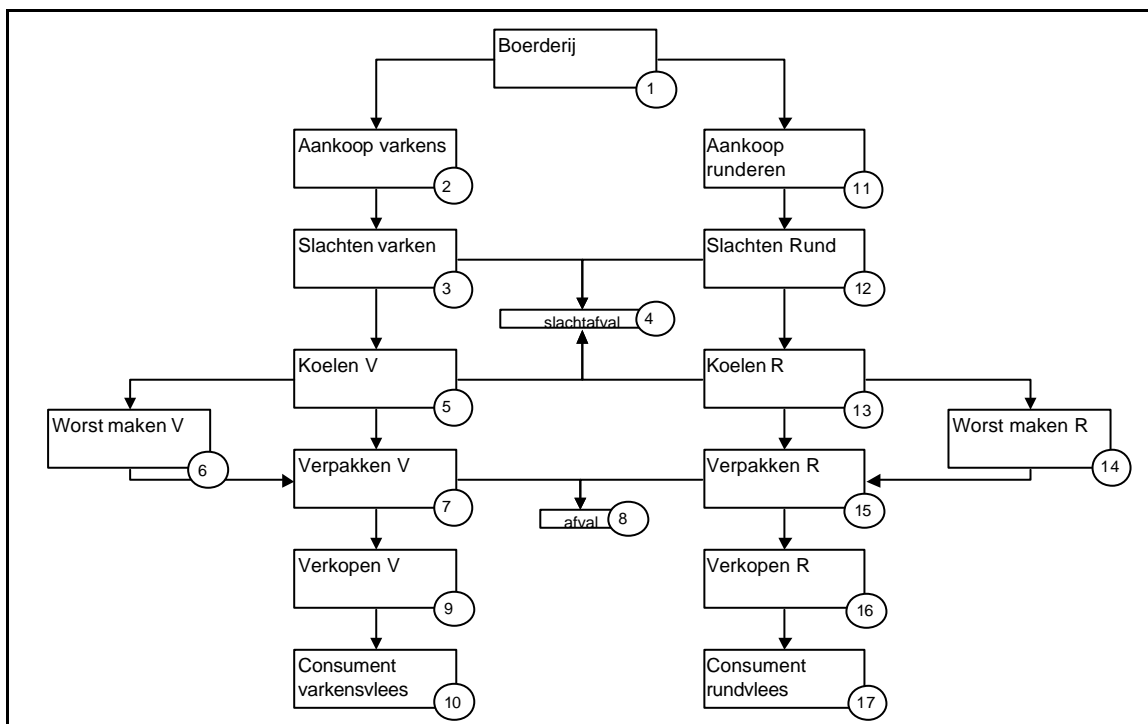 Boerderij
1
Aankoop varkens
2
Aankoop
runderen
11
Slachten varken
3
Slachten Rund
12
slachtafval
4
Koelen V
5
Koelen R
13
Worst maken V
6
Worst maken R
14
Verpakken V
7
Verpakken R
15
afval
8
Verkopen V
9
Verkopen R
16
Consument
varkensvlees
10
Consument
rundvlees
17